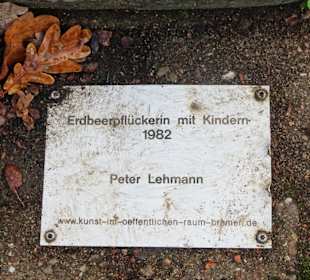 Erdbeerpflückerin mit Kindern
1982
Peter Lehmann
www.kunst-im-oeffentlichen-raum-bremen.de